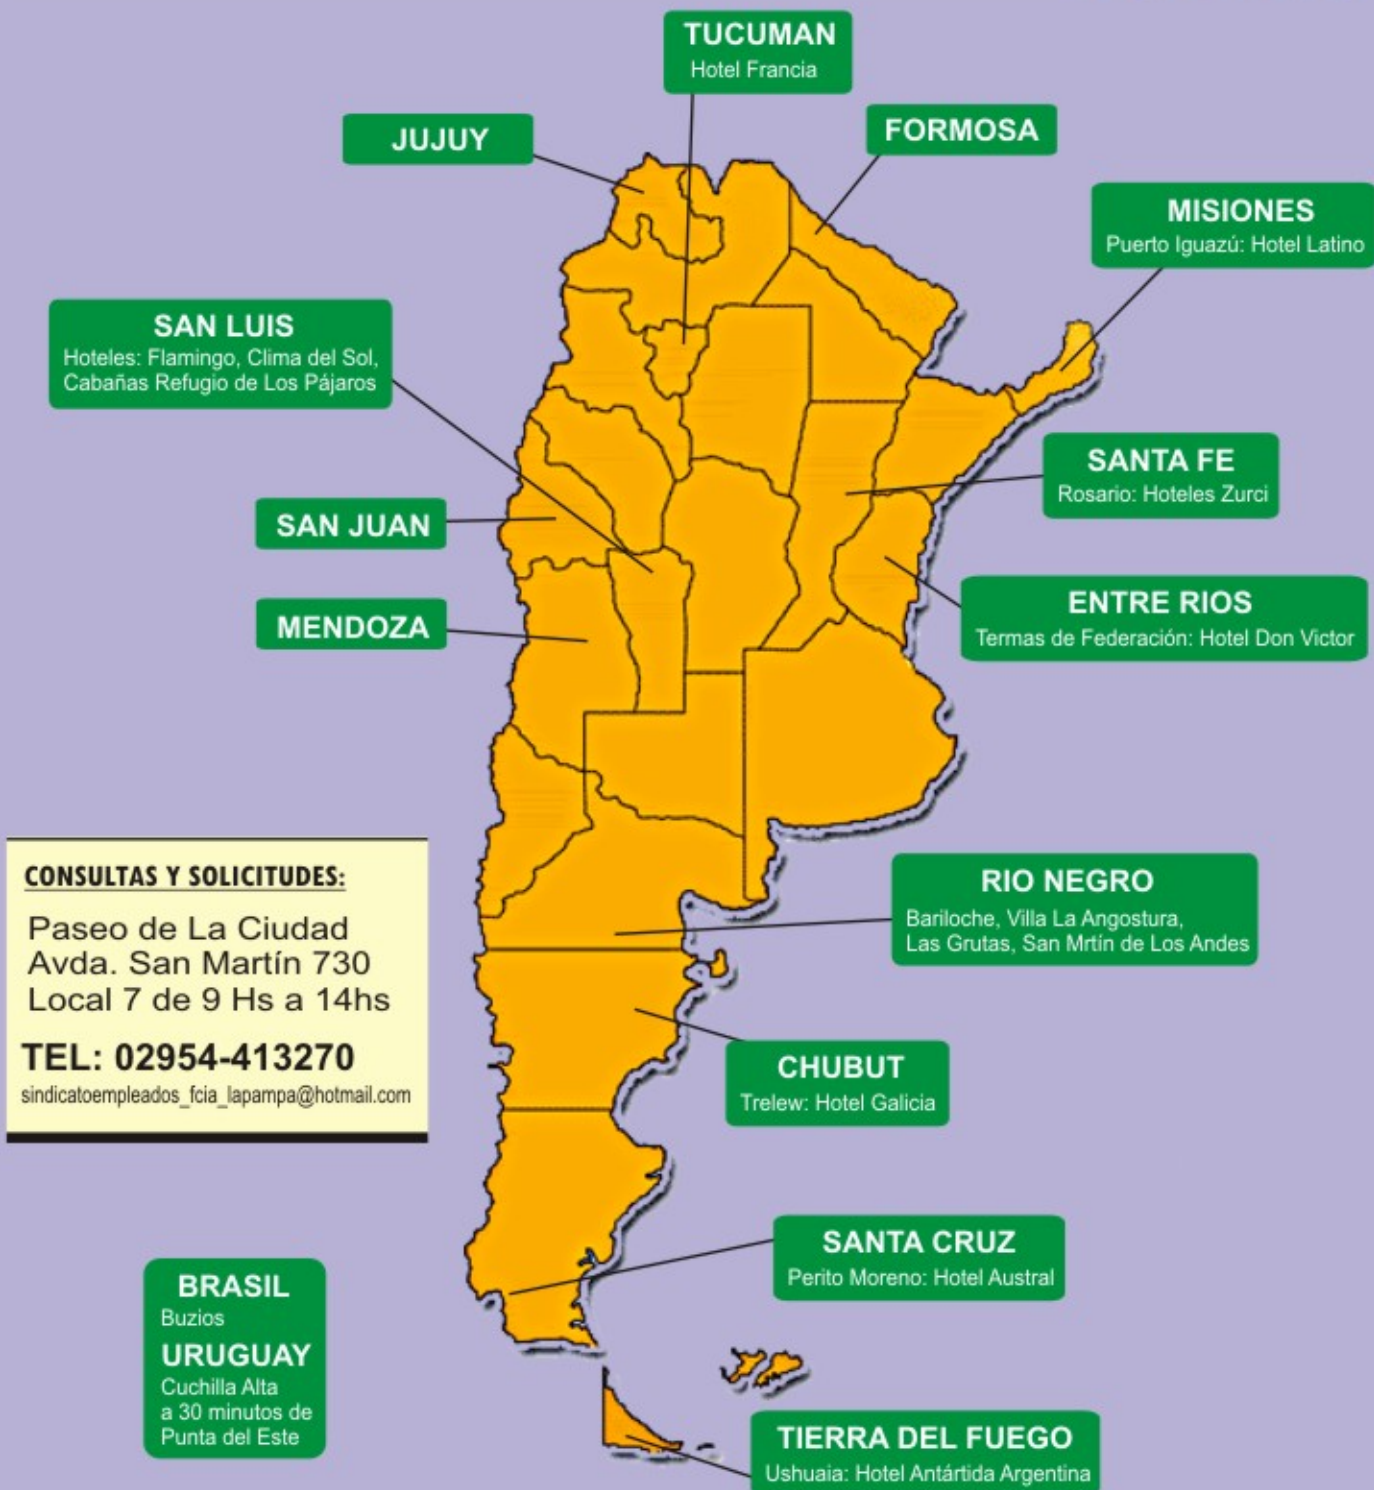 TUCUMAN
Hotel Francia
JUJUY
FORMOSA
MISIONES
Puerto Iguazú: Hotel Latino
SAN LUIS
Hoteles: Flamingo, Clima del Sol,
Cabañas Refugio de Los Pájaros
SANTA FE
Rosario: Hoteles Zurci
SAN JUAN
ENTRE RIOS
Termas de Federación: Hotel Don Victor
MENDOZA
CONSULTAS Y SOLICITUDES:
Paseo de La Ciudad
Avda. San Martín 730
Local 7 de 9 Hs a 14hs
TEL: 02954-413270
sindicatoempleados_fcia_lapampa@hotmail.com
RIO NEGRO
Bariloche, Villa La Angostura,
Las Grutas, San Mrtín de Los Andes
CHUBUT
Trelew: Hotel Galicia
SANTA CRUZ
Perito Moreno: Hotel Austral
BRASIL
Buzios
URUGUAY
Cuchilla Alta
a 30 minutos de
Punta del Este
TIERRA DEL FUEGO
Ushuaia: Hotel Antártida Argentina